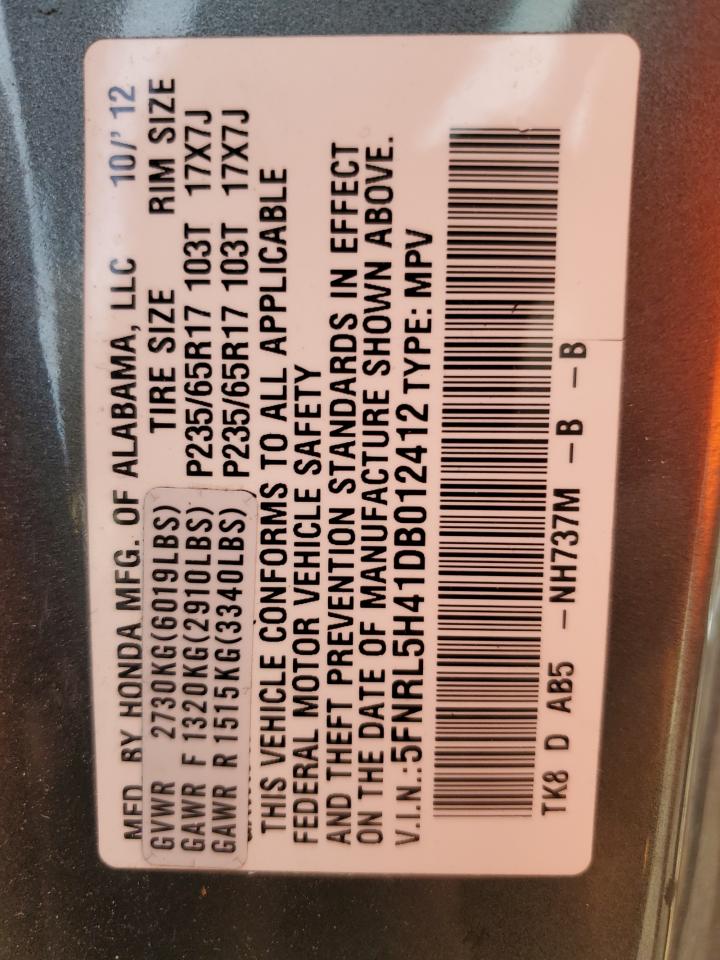 MFD. BY HONDA MFG. OF ALABAMA, LLC 10/'12
GVWR 2730KG(6019LBS) TIRE SIZE RIM SIZE
GAWR F 1320KG(2910LBS) P235/65R17 103T 17X7J
GAWR R 1515KG(3340LBS) P235/65R17 103T 17X7J
THIS VEHICLE CONFORMS TO ALL APPLICABLE
FEDERAL MOTOR VEHICLE SAFETY
AND THEFT PREVENTION STANDARDS IN EFFECT
ON THE DATE OF MANUFACTURE SHOWN ABOVE.
V.I.N.:5FNRL5H41DB012412 TYPE: MPV
TK8 D AB5 -NH737M -B -B